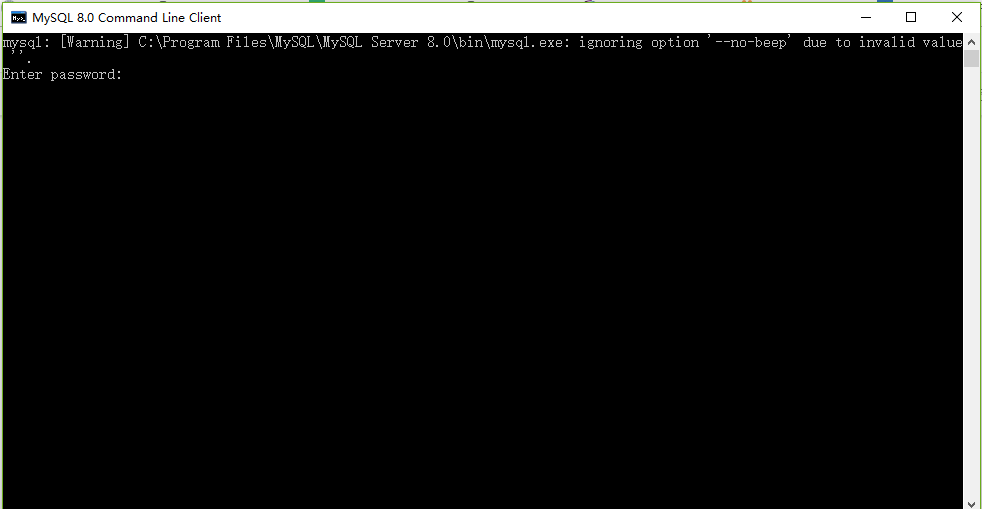 MySQL 8.0 Command Line Client
mysql: [Warning] C:\Program Files\MySQL\MySQL Server 8.0\bin\mysql.exe: ignoring option '--no-beep' due to invalid value
''.
Enter password: